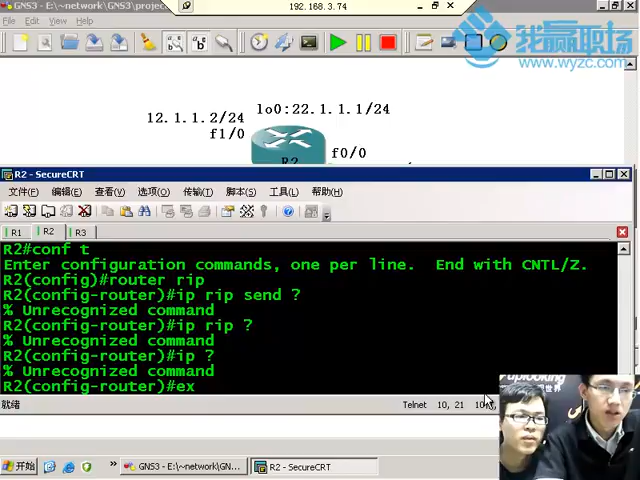 GNS3 - E:\~network\GNS3\projec
192.168.3.74
Edit View
我赢职场
www.wyzc.com
lo0:22.1.1.1/24
12.1.1.2/24
f1/0
f0/0
R2
R2 - SecureCRT
文件(F) 编辑(E) 查看(V) 选项(O) 传输(T) 脚本(S) 工具(L) 帮助(H)
R1 R2 R3
R2#conf t
Enter configuration commands, one per line. End with CNTL/Z.
R2(config)#router rip
R2(config-router)#ip rip send ?
% Unrecognized command
R2(config-router)#ip rip ?
% Unrecognized command
R2(config-router)#ip ?
% Unrecognized command
R2(config-router)#ex
就绪 Telnet 10, 21
uplooking
开始 GNS3 - E:\~network\GN... R2 - SecureCRT